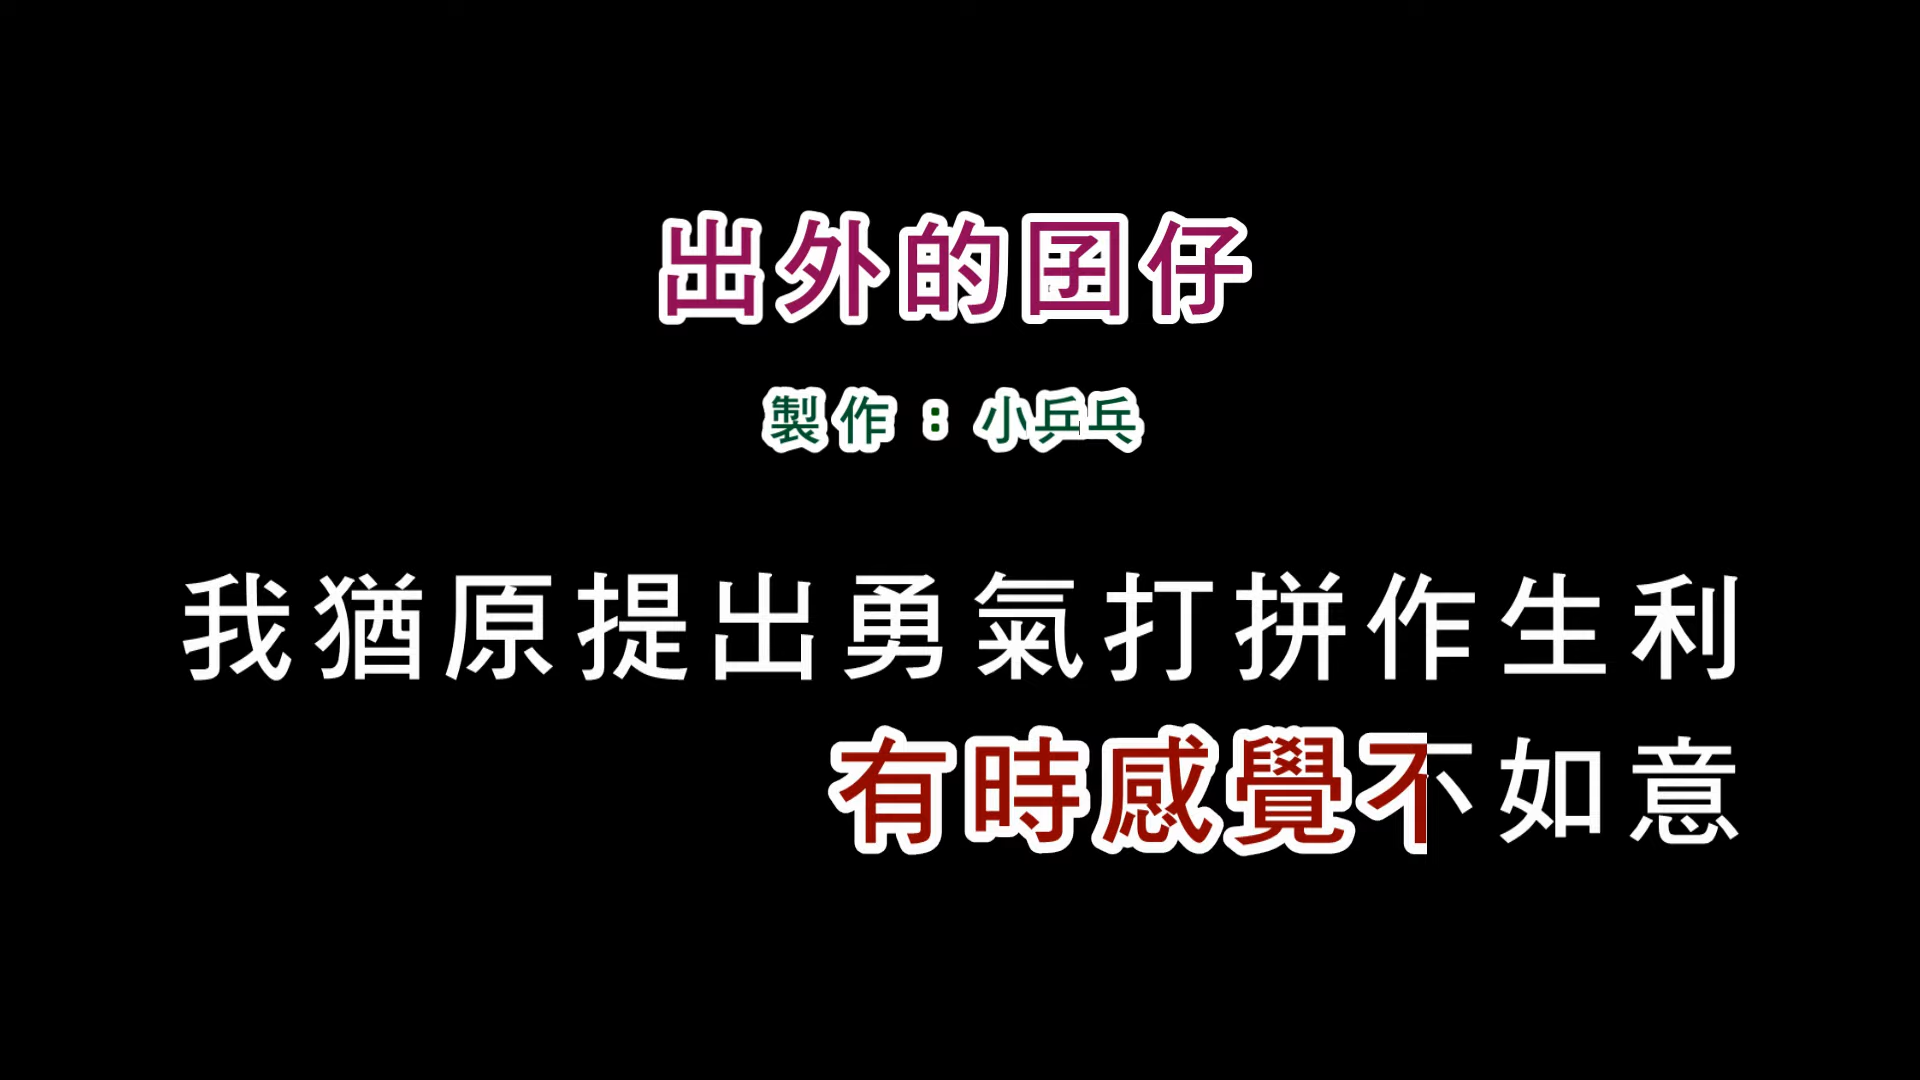 出外的囝仔
製作：小乒乓
我猶原提出勇氣打拼作生利
有時感覺不如意